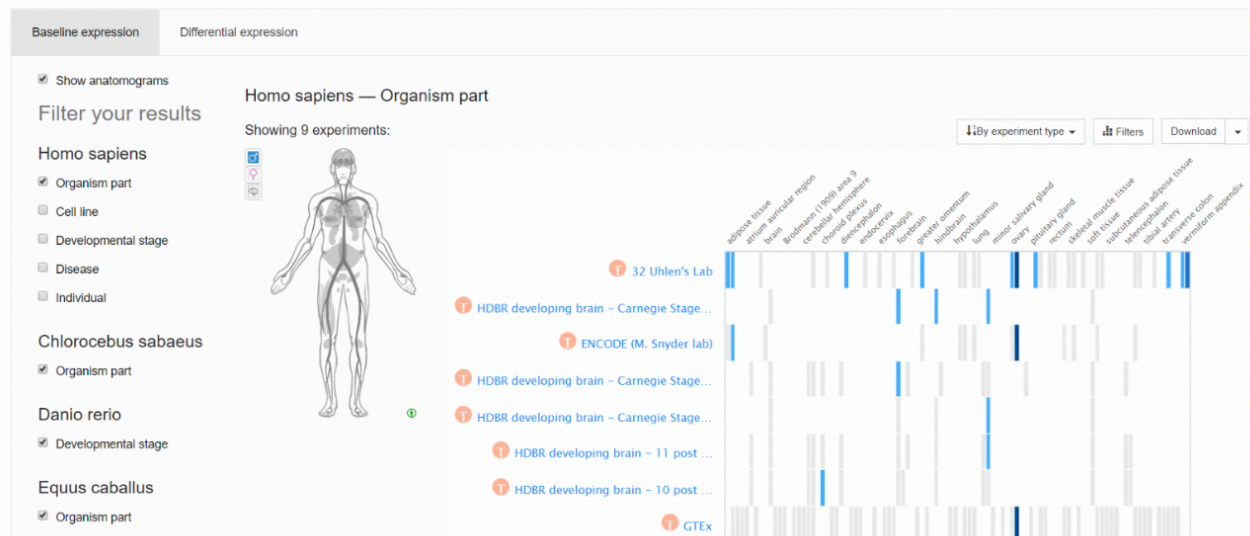 Baseline expression
Differential expression
Show anatomograms
Filter your results
Homo sapiens
Organism part
Cell line
Developmental stage
Disease
Individual
Chlorocebus sabaeus
Organism part
Danio rerio
Developmental stage
Equus caballus
Organism part
Homo sapiens — Organism part
Showing 9 experiments:
By experiment type
Filters
Download
adipose tissue
atrium auricular region
brain
Brodmann (1909) area 9
cerebellar hemisphere
choroid plexus
diencephalon
endocervix
esophagus
forebrain
greater omentum
hindbrain
hypothalamus
lung
minor salivary gland
ovary
pituitary gland
rectum
skeletal muscle tissue
soft tissue
subcutaneous adipose tissue
telencephalon
tibial artery
transverse colon
vermiform appendix
T 32 Uhlen's Lab
T HDBR developing brain - Carnegie Stage...
T ENCODE (M. Snyder lab)
T HDBR developing brain - Carnegie Stage...
T HDBR developing brain - Carnegie Stage...
T HDBR developing brain - 11 post ...
T HDBR developing brain - 10 post ...
T GTEx